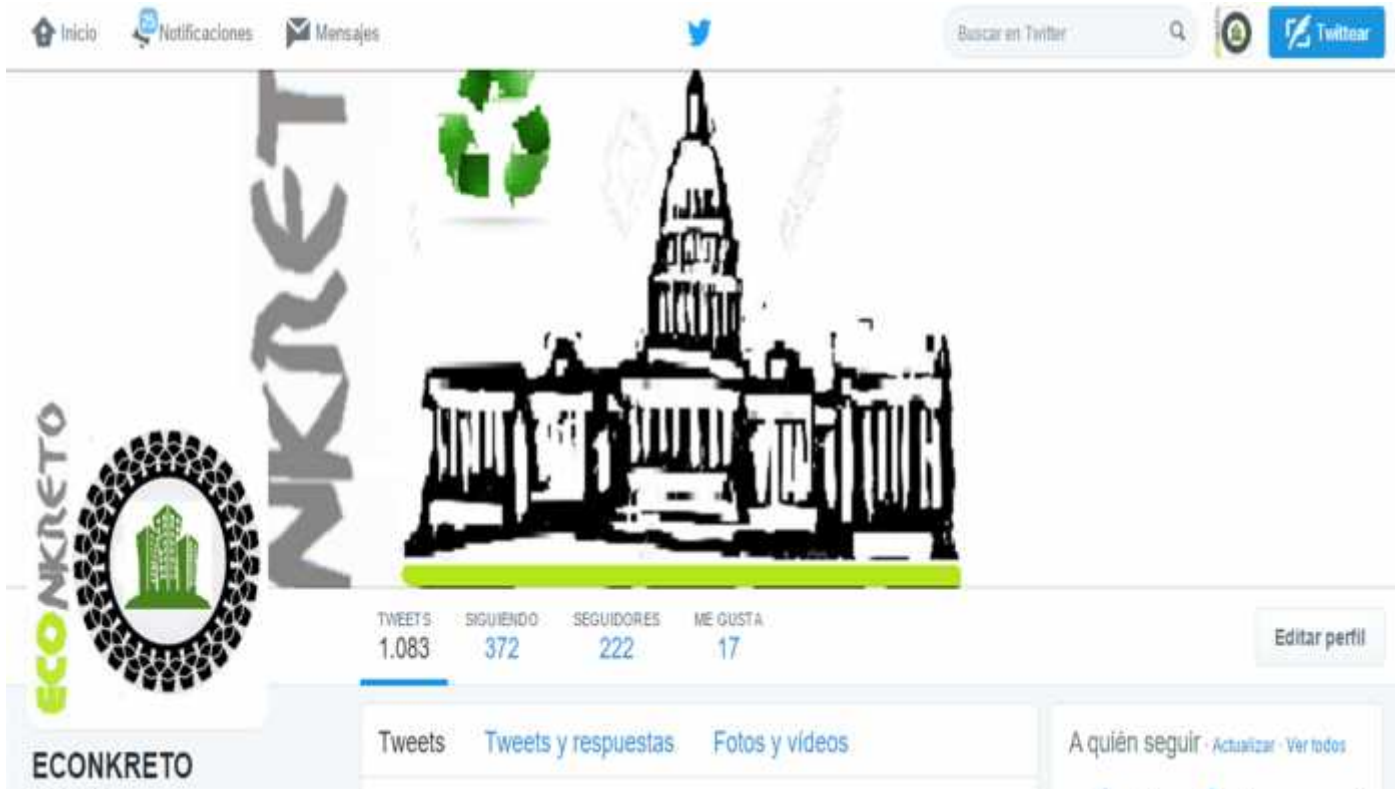 Inicio
25
Notificaciones
Mensajes
Buscar en Twitter
Twittear
NKRET
ECONKRETO
TWEETS
SIGUIENDO
SEGUIDORES
ME GUSTA
1.083
372
222
17
Editar perfil
Tweets
Tweets y respuestas
Fotos y vídeos
A quién seguir · Actualizar · Ver todos
ECONKRETO